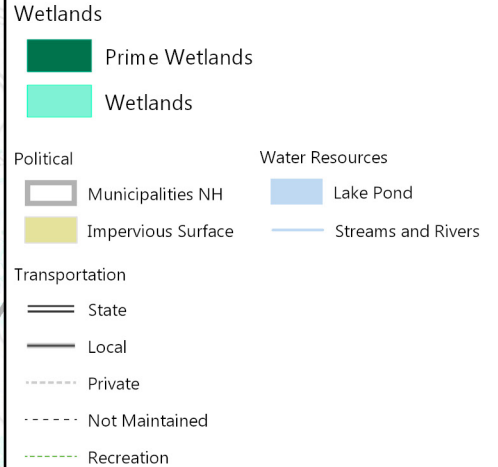 Wetlands
Prime Wetlands
Wetlands
Political
Municipalities NH
Impervious Surface
Water Resources
Lake Pond
Streams and Rivers
Transportation
State
Local
Private
Not Maintained
Recreation